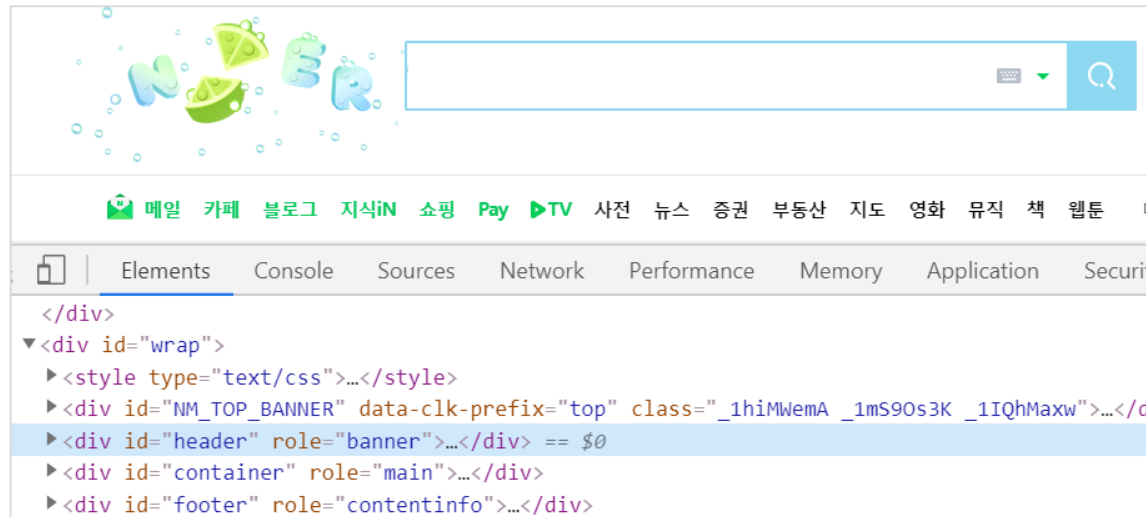 N ER
메일 카페 블로그 지식iN 쇼핑 Pay TV 사전 뉴스 증권 부동산 지도 영화 뮤직 책 웹툰
Elements Console Sources Network Performance Memory Application Securi
</div>
▼<div id="wrap">
▶<style type="text/css">…</style>
▶<div id="NM_TOP_BANNER" data-clk-prefix="top" class="_1hiMWemA _1mS9Os3K _1IQhMaxw">…</d
▶<div id="header" role="banner">…</div> == $0
▶<div id="container" role="main">…</div>
▶<div id="footer" role="contentinfo">…</div>